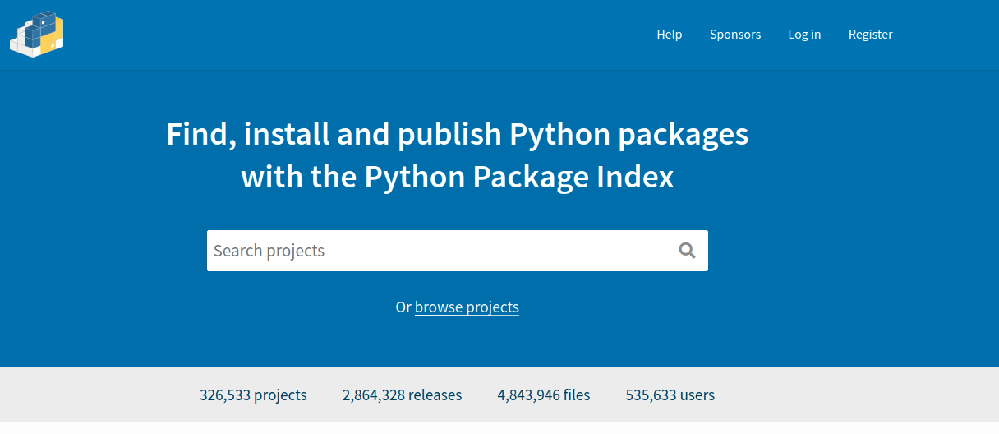 Help Sponsors Log in Register
Find, install and publish Python packages
with the Python Package Index
Search projects
Or browse projects
326,533 projects 2,864,328 releases 4,843,946 files 535,633 users